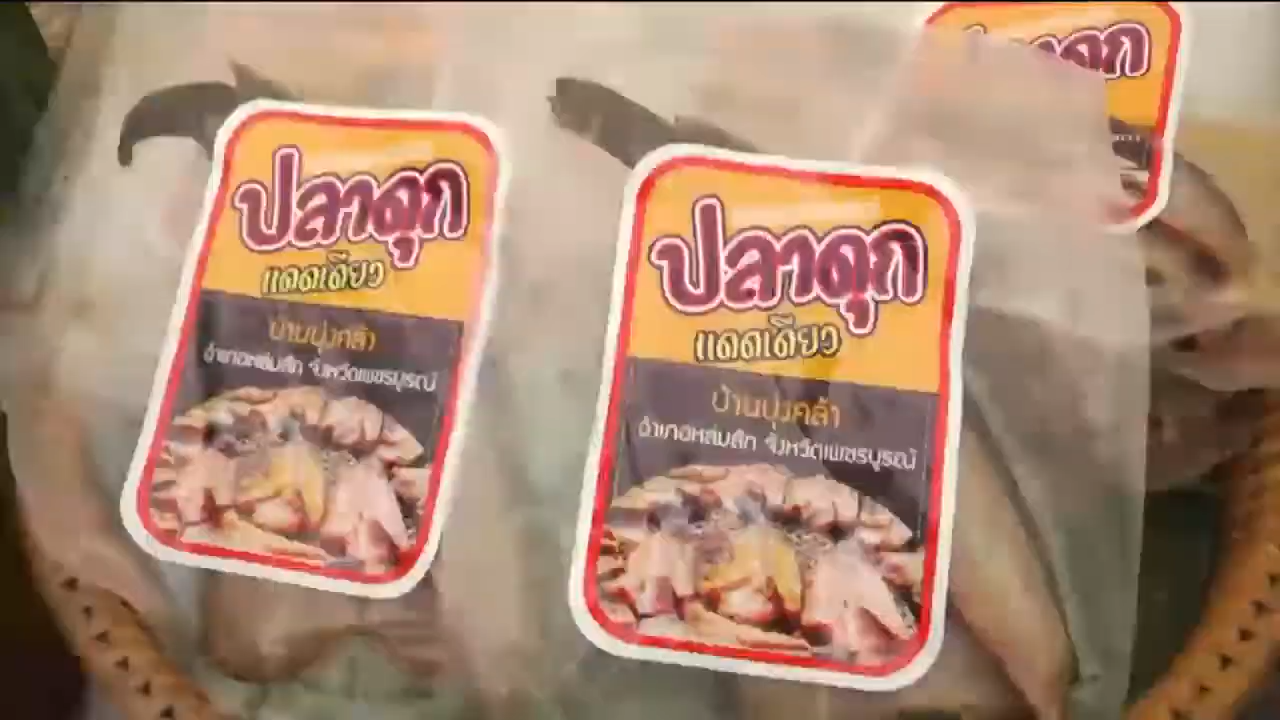 ปลาดุก
แดดเดียว
บ้านบุ่งคล้า
อำเภอหล่มสัก จังหวัดเพชรบูรณ์
ปลาดุก
แดดเดียว
บ้านบุ่งคล้า
อำเภอหล่มสัก จังหวัดเพชรบูรณ์